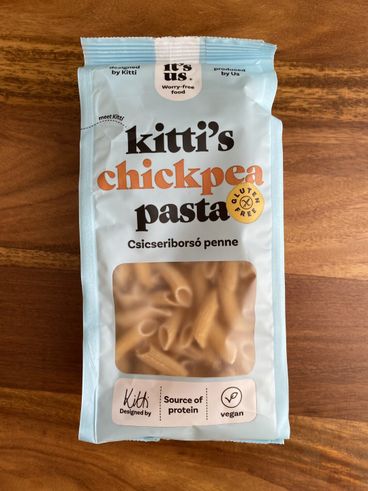 designed
by Kitti
it's
us.
Worry-free
food
produced
by Us
meet Kitti
kitti's
chickpea
pasta
GLUTEN
FREE
Csicseriborsó penne
Kitti
Designed by
Source of
protein
vegan